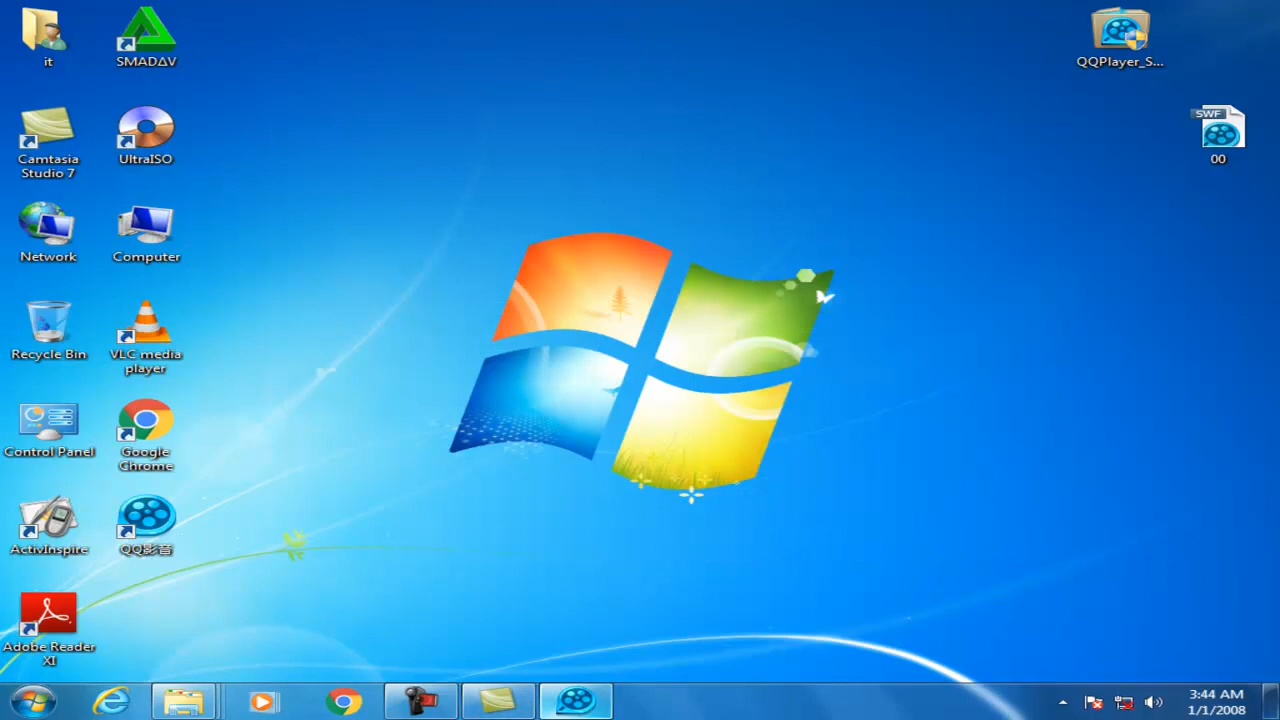 it
SMADΔV
QQPlayer_S...
Camtasia
Studio 7
UltraISO
SWF
00
Network
Computer
Recycle Bin
VLC media
player
Control Panel
Google
Chrome
ActivInspire
QQ影音
Adobe Reader
XI
3:44 AM
1/1/2008